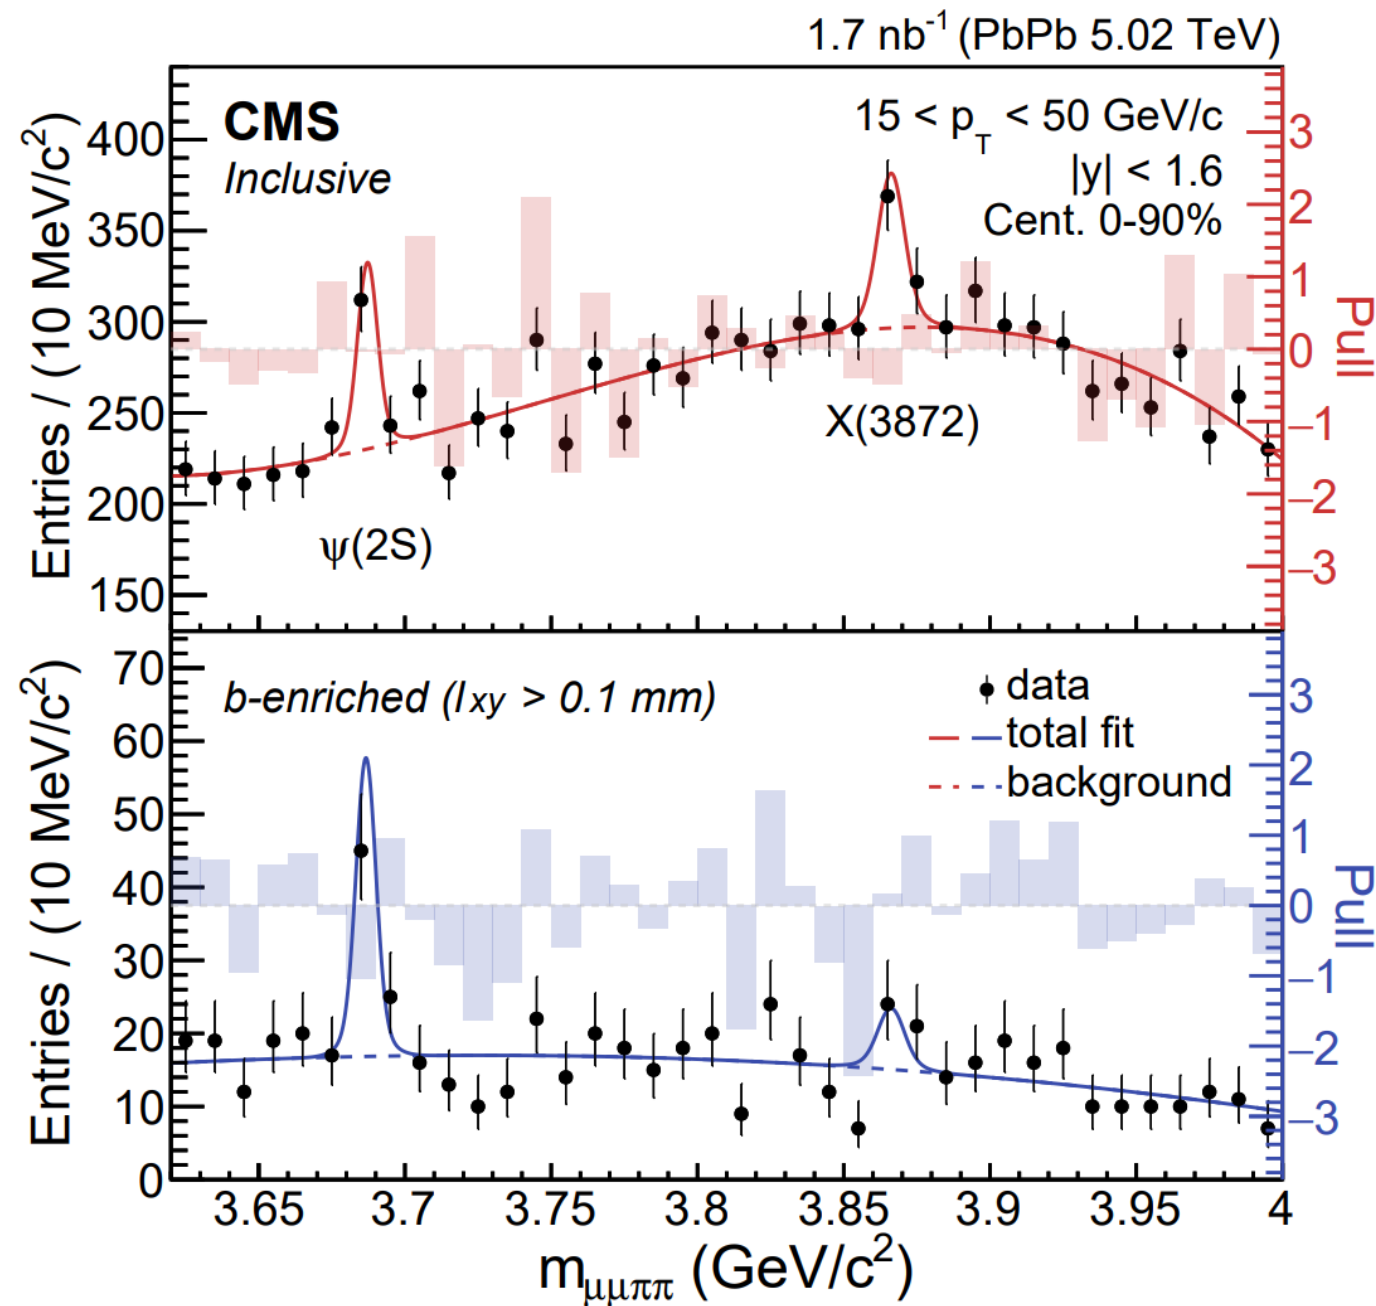 1.7 nb⁻¹ (PbPb 5.02 TeV)
CMS
Inclusive
15 < p_T < 50 GeV/c
|y| < 1.6
Cent. 0-90%
Entries / (10 MeV/c²)
400
350
300
250
200
150
3
2
1
0
−1
−2
−3
Pull
X(3872)
ψ(2S)
b-enriched (l_xy > 0.1 mm)
data
total fit
background
Entries / (10 MeV/c²)
70
60
50
40
30
20
10
0
3
2
1
0
−1
−2
−3
Pull
3.65 3.7 3.75 3.8 3.85 3.9 3.95 4
m_μμππ (GeV/c²)